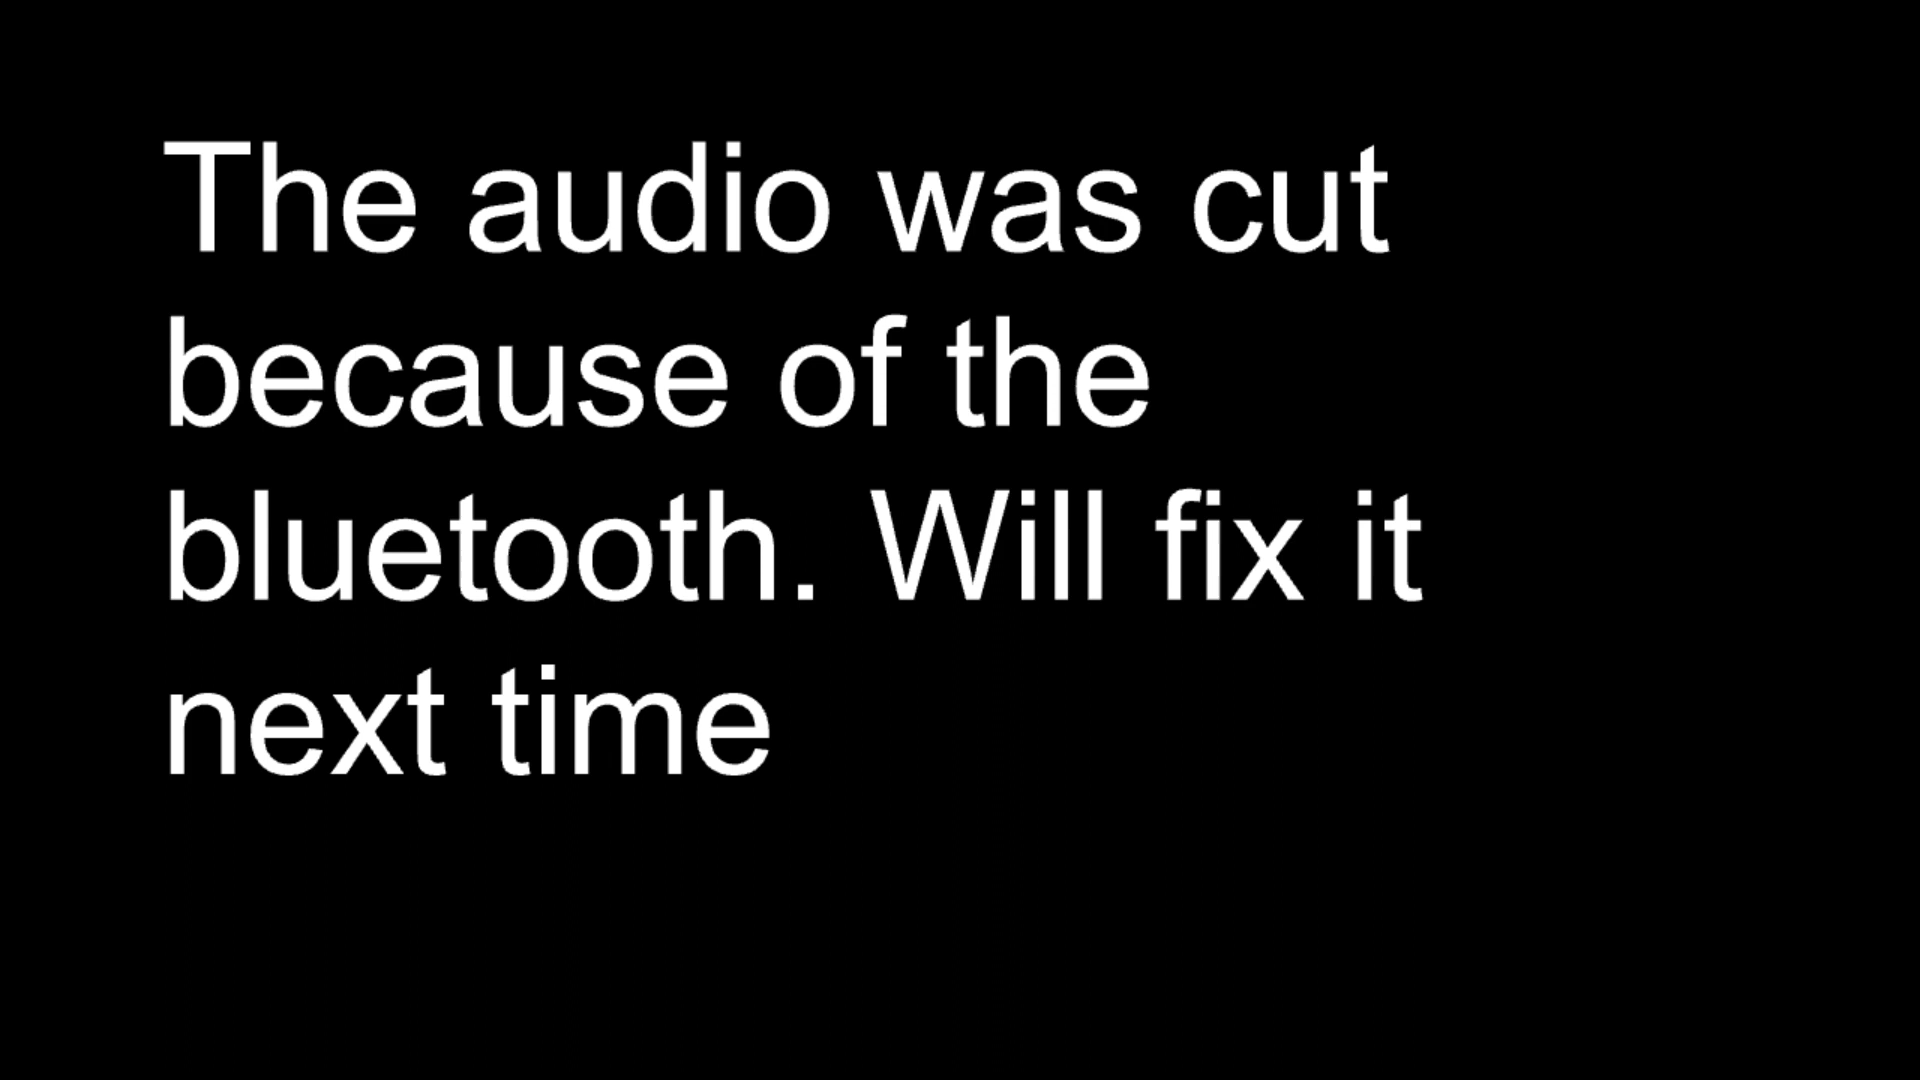 The audio was cut
because of the
bluetooth. Will fix it
next time